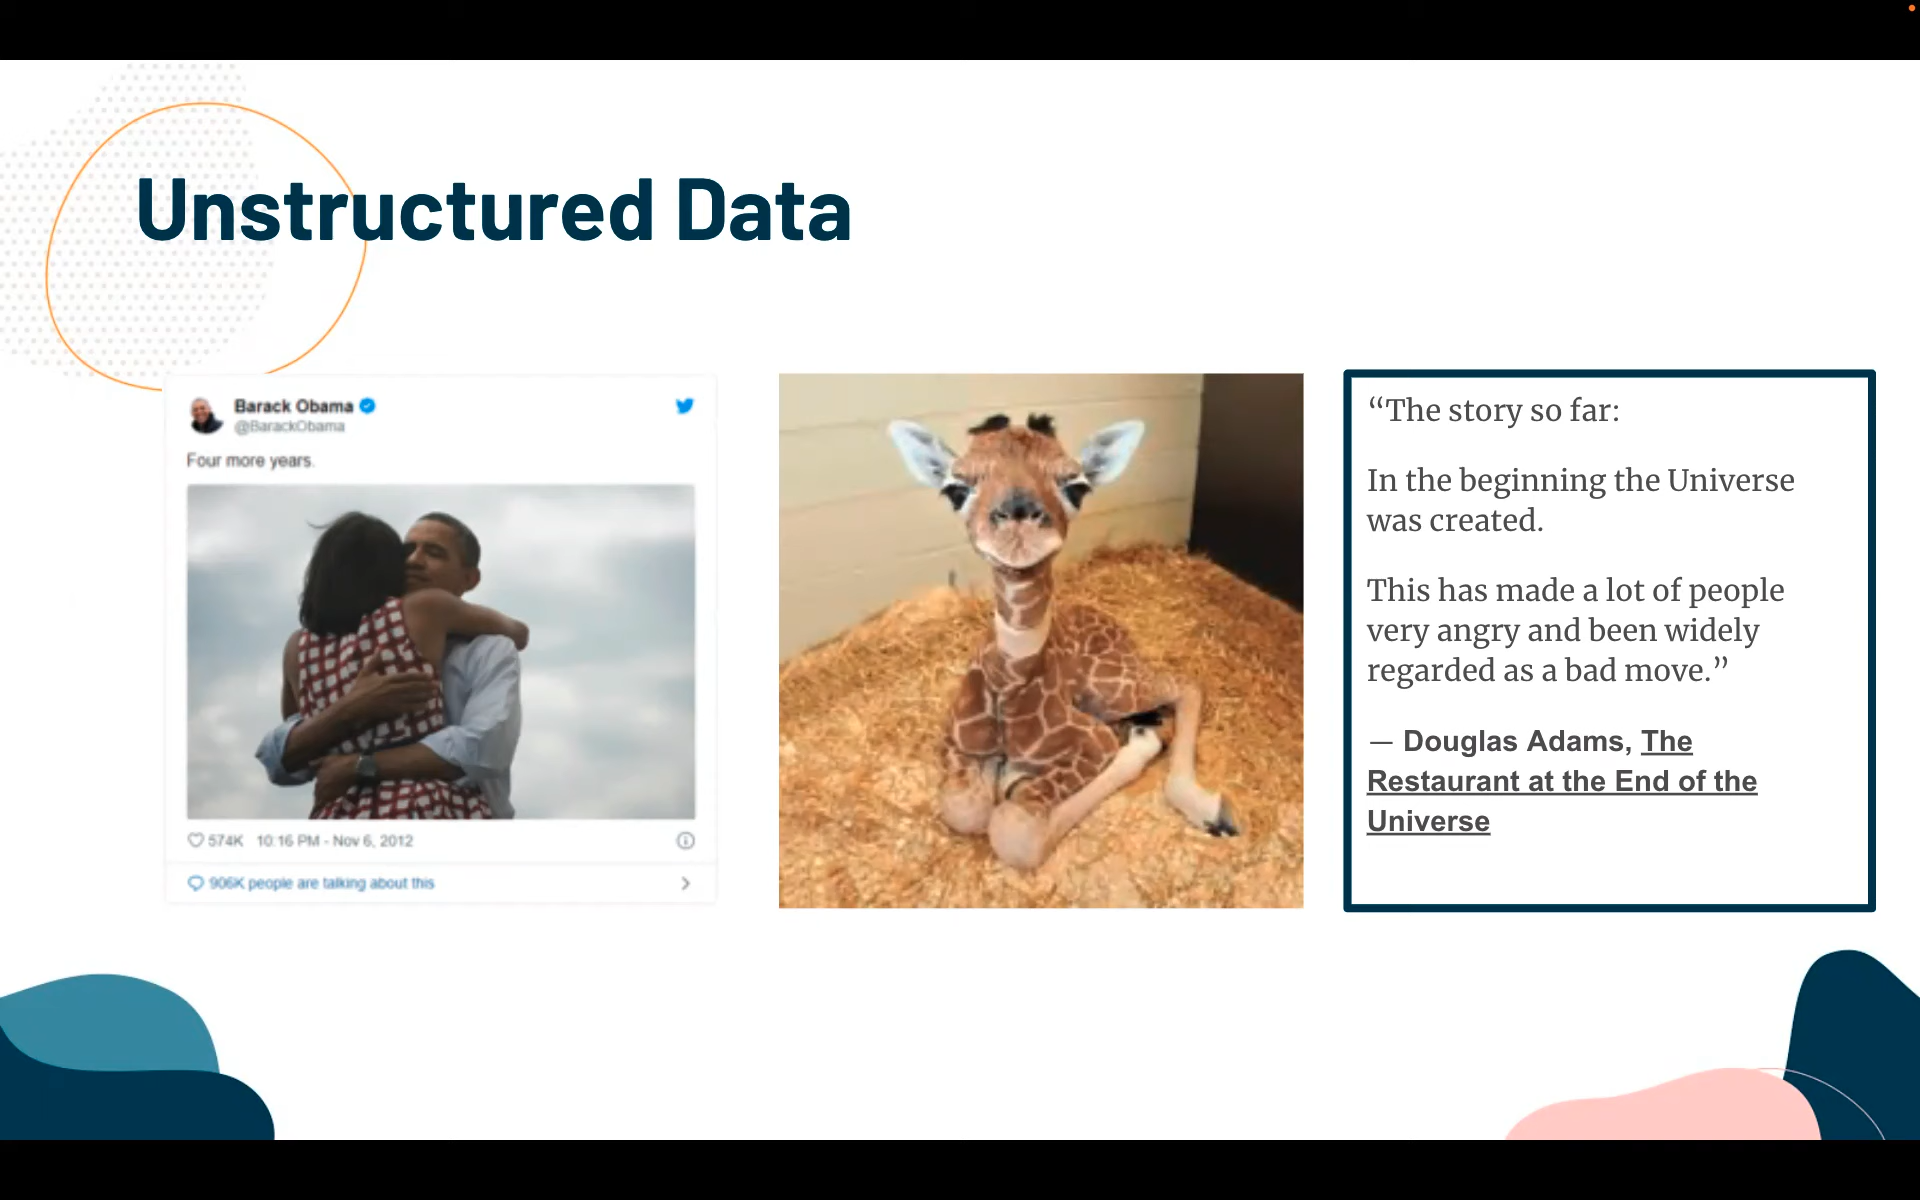 Unstructured Data
Barack Obama
@BarackObama
Four more years.
574K 10:16 PM - Nov 6, 2012
906K people are talking about this
“The story so far:
In the beginning the Universe
was created.
This has made a lot of people
very angry and been widely
regarded as a bad move.”
— Douglas Adams, The
Restaurant at the End of the
Universe